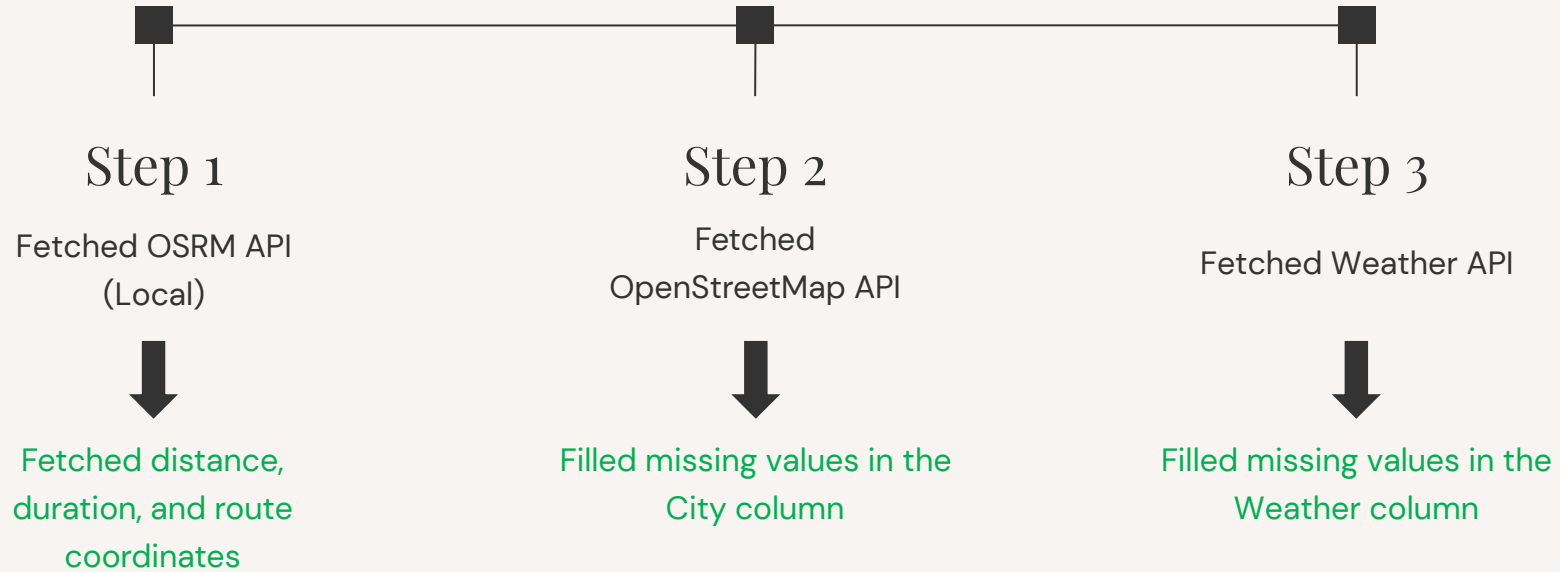 Step 1
Fetched OSRM API
(Local)
Fetched distance,
duration, and route
coordinates
Step 2
Fetched
OpenStreetMap API
Filled missing values in the
City column
Step 3
Fetched Weather API
Filled missing values in the
Weather column